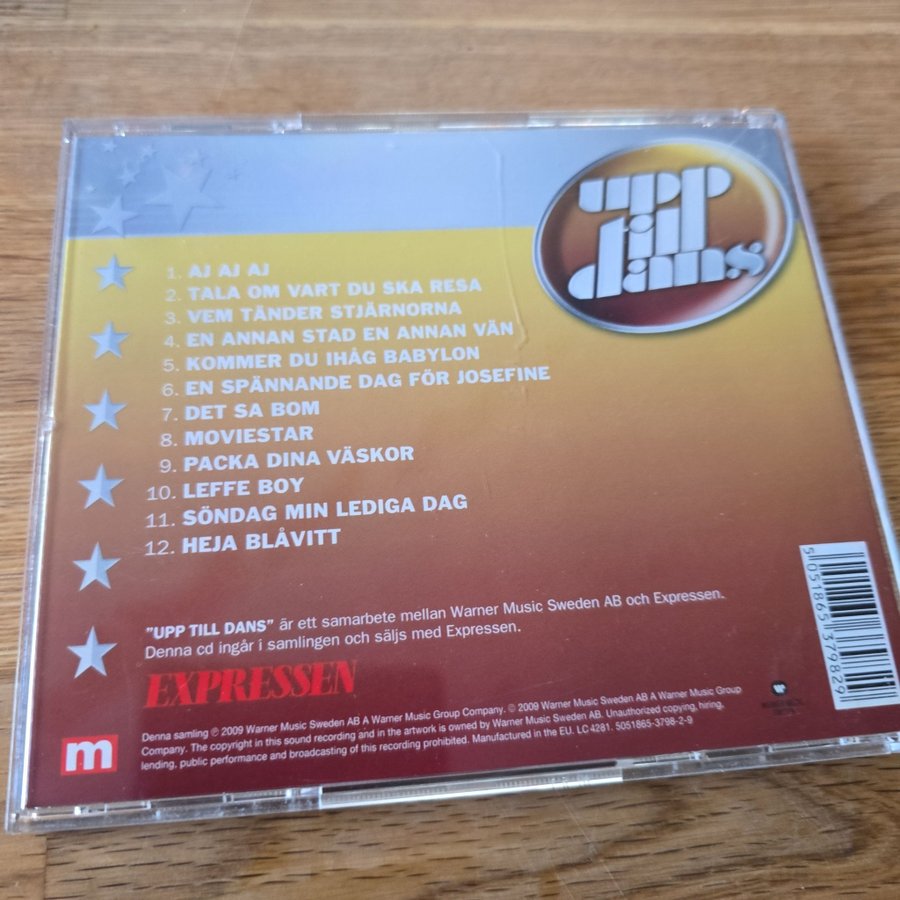 upp
till
dans
1. AJ AJ AJ
2. TALA OM VART DU SKA RESA
3. VEM TÄNDER STJÄRNORNA
4. EN ANNAN STAD EN ANNAN VÄN
5. KOMMER DU IHÅG BABYLON
6. EN SPÄNNANDE DAG FÖR JOSEFINE
7. DET SA BOM
8. MOVIESTAR
9. PACKA DINA VÄSKOR
10. LEFFE BOY
11. SÖNDAG MIN LEDIGA DAG
12. HEJA BLÅVITT
"UPP TILL DANS" är ett samarbete mellan Warner Music Sweden AB och Expressen.
Denna cd ingår i samlingen och säljs med Expressen.
EXPRESSEN
Denna samling ℗ 2009 Warner Music Sweden AB A Warner Music Group Company. © 2009 Warner Music Sweden AB A Warner Music Group
Company. The copyright in this sound recording and in the artwork is owned by Warner Music Sweden AB. Unauthorized copying, hiring,
lending, public performance and broadcasting of this recording prohibited. Manufactured in the EU. LC 4281. 5051865-3798-2-9
m
5 051865 379829